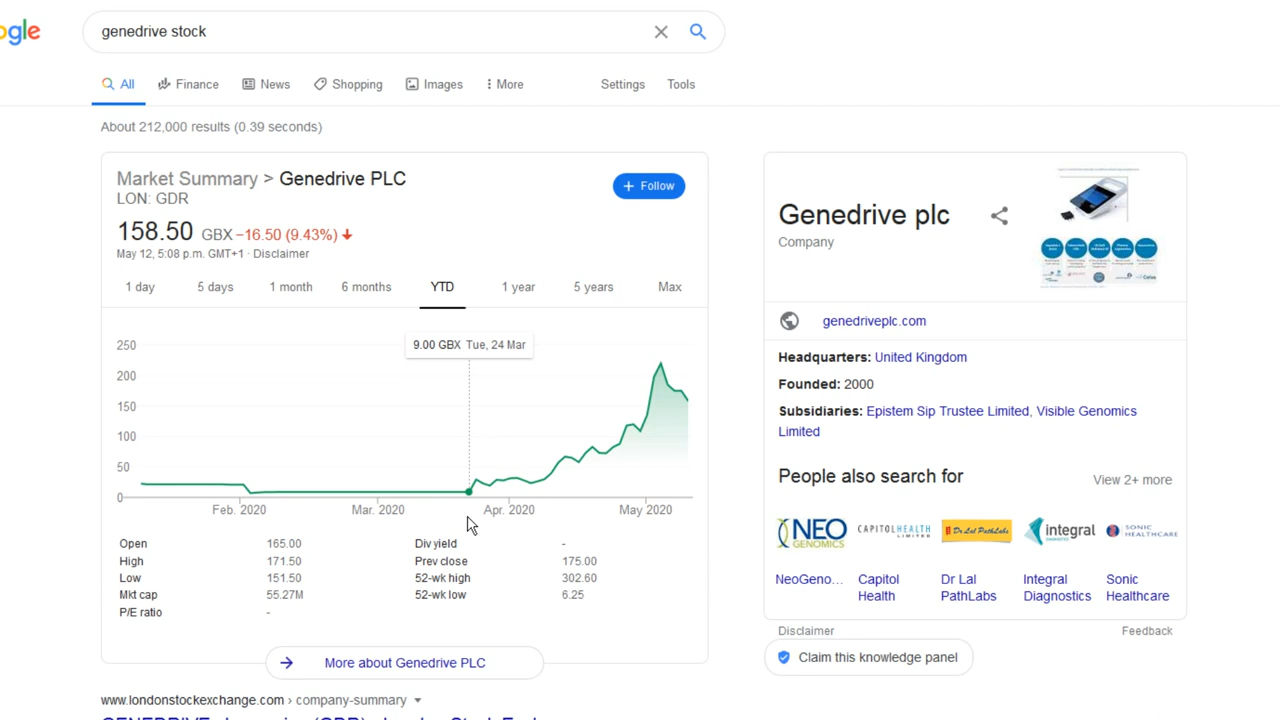 ogle
genedrive stock
All
Finance
News
Shopping
Images
More
Settings
Tools
About 212,000 results (0.39 seconds)
Market Summary > Genedrive PLC
LON: GDR
+ Follow
158.50 GBX −16.50 (9.43%)
May 12, 5:08 p.m. GMT+1 · Disclaimer
1 day 5 days 1 month 6 months YTD 1 year 5 years Max
9.00 GBX Tue, 24 Mar
250
200
150
100
50
0
Feb. 2020 Mar. 2020 Apr. 2020 May 2020
Open 165.00
High 171.50
Low 151.50
Mkt cap 55.27M
P/E ratio -
Div yield -
Prev close 175.00
52-wk high 302.60
52-wk low 6.25
More about Genedrive PLC
www.londonstockexchange.com › company-summary
Genedrive plc
Company
genedriveplc.com
Headquarters: United Kingdom
Founded: 2000
Subsidiaries: Epistem Sip Trustee Limited, Visible Genomics
Limited
People also search for
View 2+ more
NEO
GENOMICS
CAPITOL HEALTH
LIMITED
Dr Lal PathLabs
integral
SONIC
HEALTHCARE
NeoGeno...
Capitol
Health
Dr Lal
PathLabs
Integral
Diagnostics
Sonic
Healthcare
Disclaimer
Feedback
Claim this knowledge panel